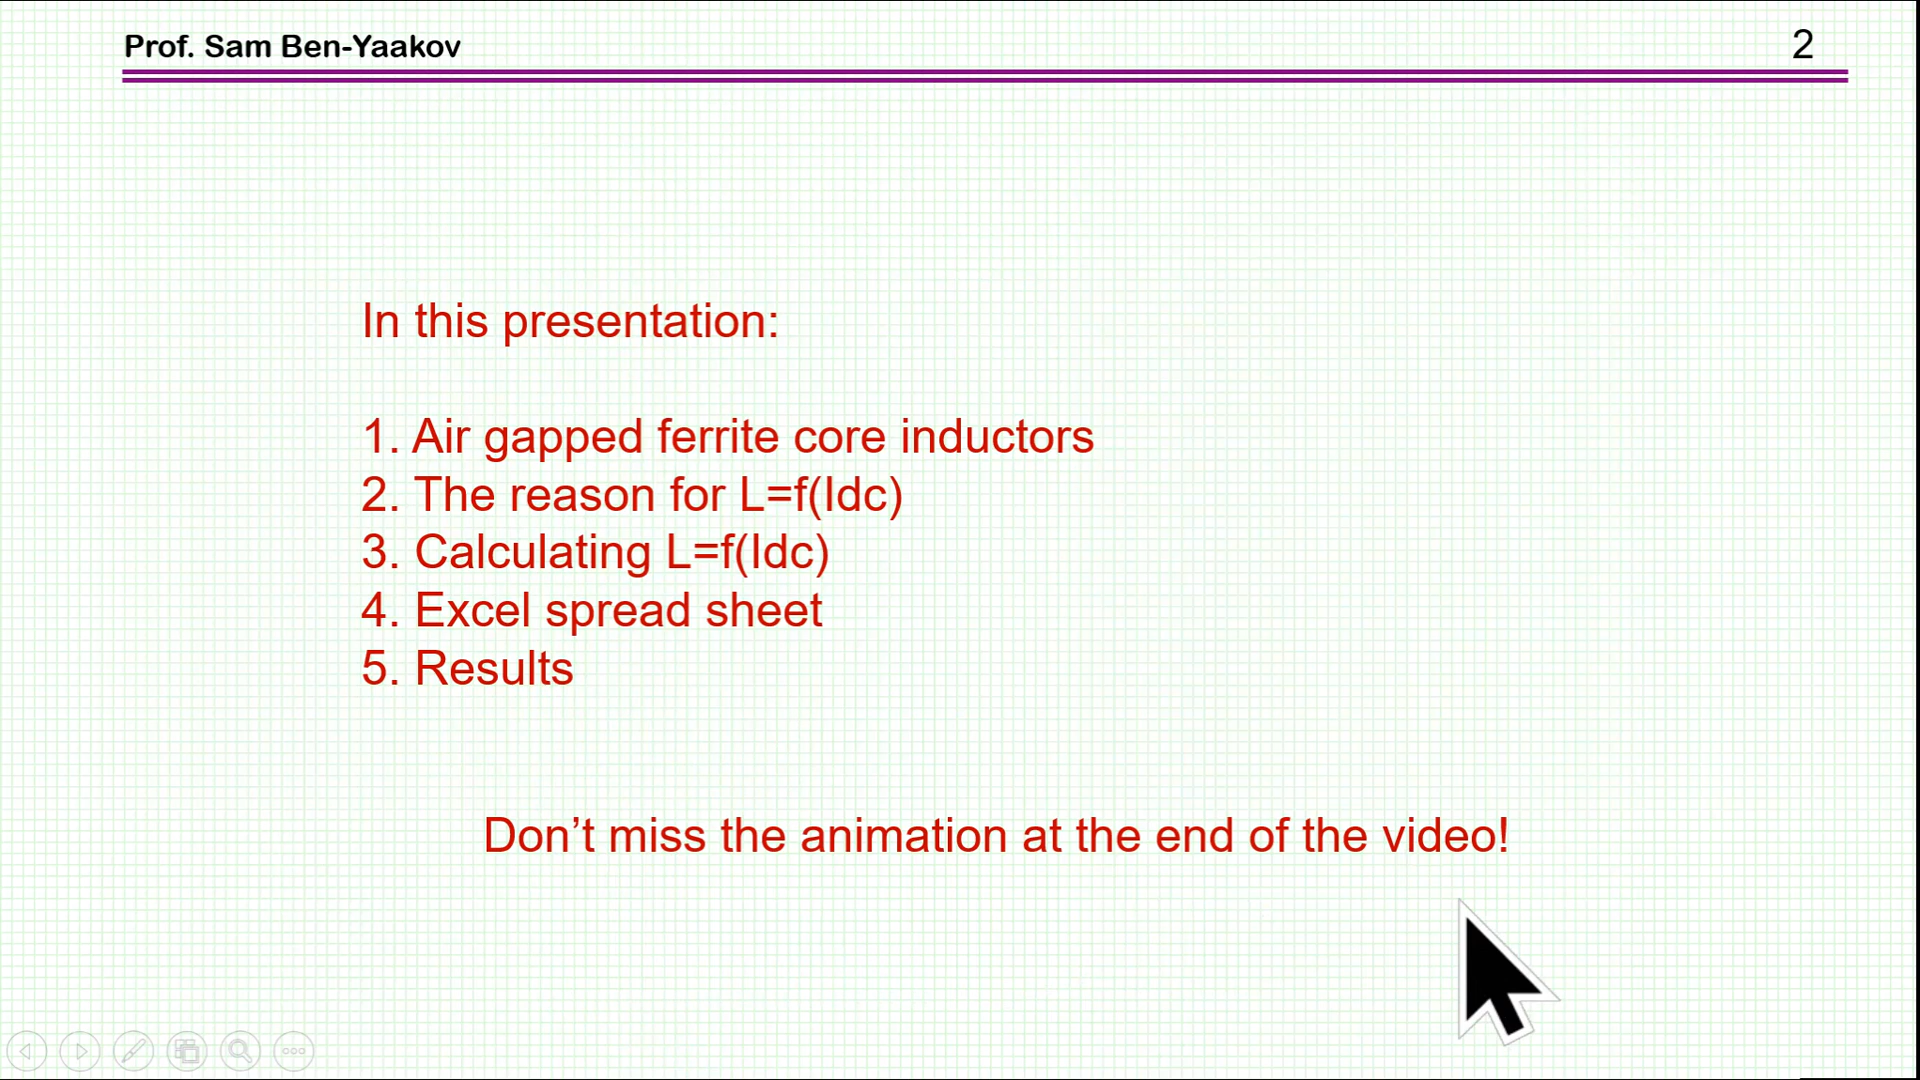 Prof. Sam Ben-Yaakov
2
In this presentation:
1. Air gapped ferrite core inductors
2. The reason for L=f(Idc)
3. Calculating L=f(Idc)
4. Excel spread sheet
5. Results
Don’t miss the animation at the end of the video!